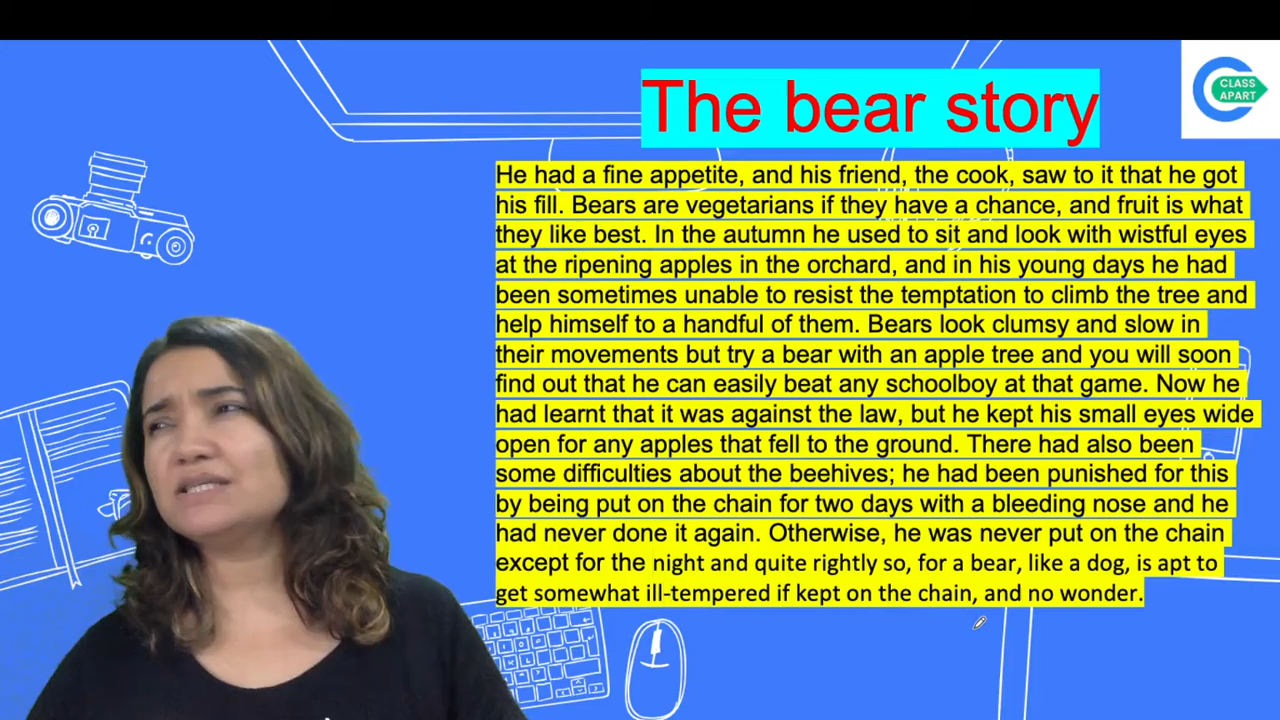 The bear story
CLASS
APART
He had a fine appetite, and his friend, the cook, saw to it that he got
his fill. Bears are vegetarians if they have a chance, and fruit is what
they like best. In the autumn he used to sit and look with wistful eyes
at the ripening apples in the orchard, and in his young days he had
been sometimes unable to resist the temptation to climb the tree and
help himself to a handful of them. Bears look clumsy and slow in
their movements but try a bear with an apple tree and you will soon
find out that he can easily beat any schoolboy at that game. Now he
had learnt that it was against the law, but he kept his small eyes wide
open for any apples that fell to the ground. There had also been
some difficulties about the beehives; he had been punished for this
by being put on the chain for two days with a bleeding nose and he
had never done it again. Otherwise, he was never put on the chain
except for the night and quite rightly so, for a bear, like a dog, is apt to
get somewhat ill-tempered if kept on the chain, and no wonder.